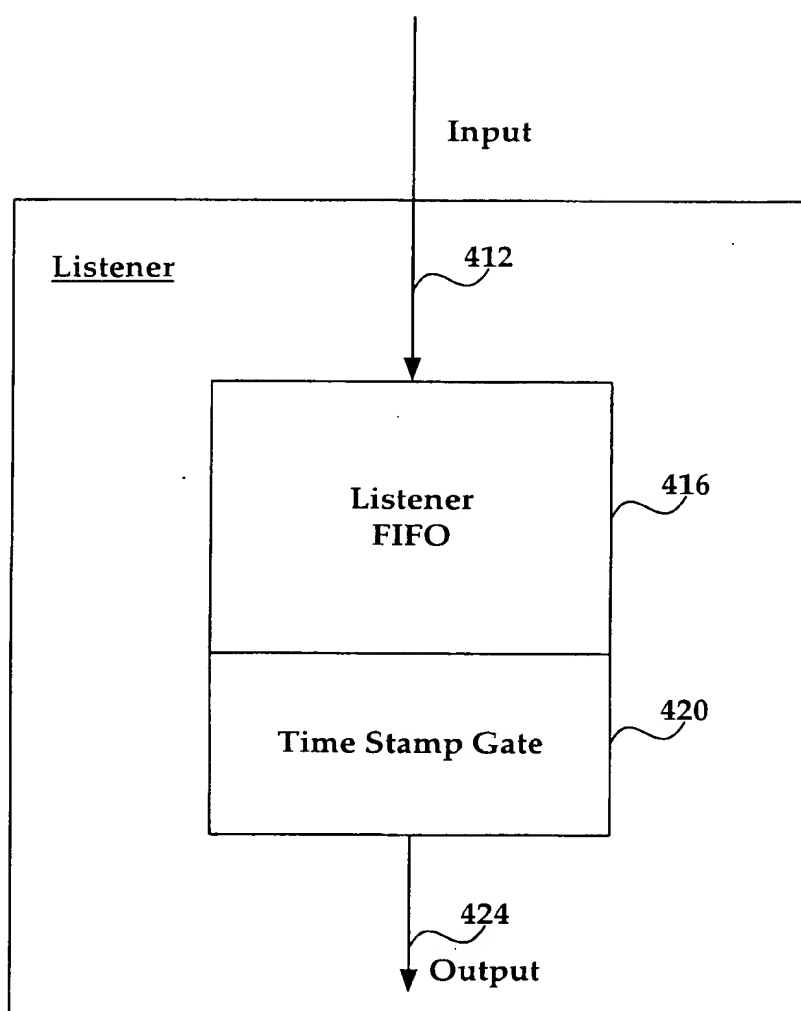 Input
Listener
412
Listener
FIFO
416
Time Stamp Gate
420
424
Output